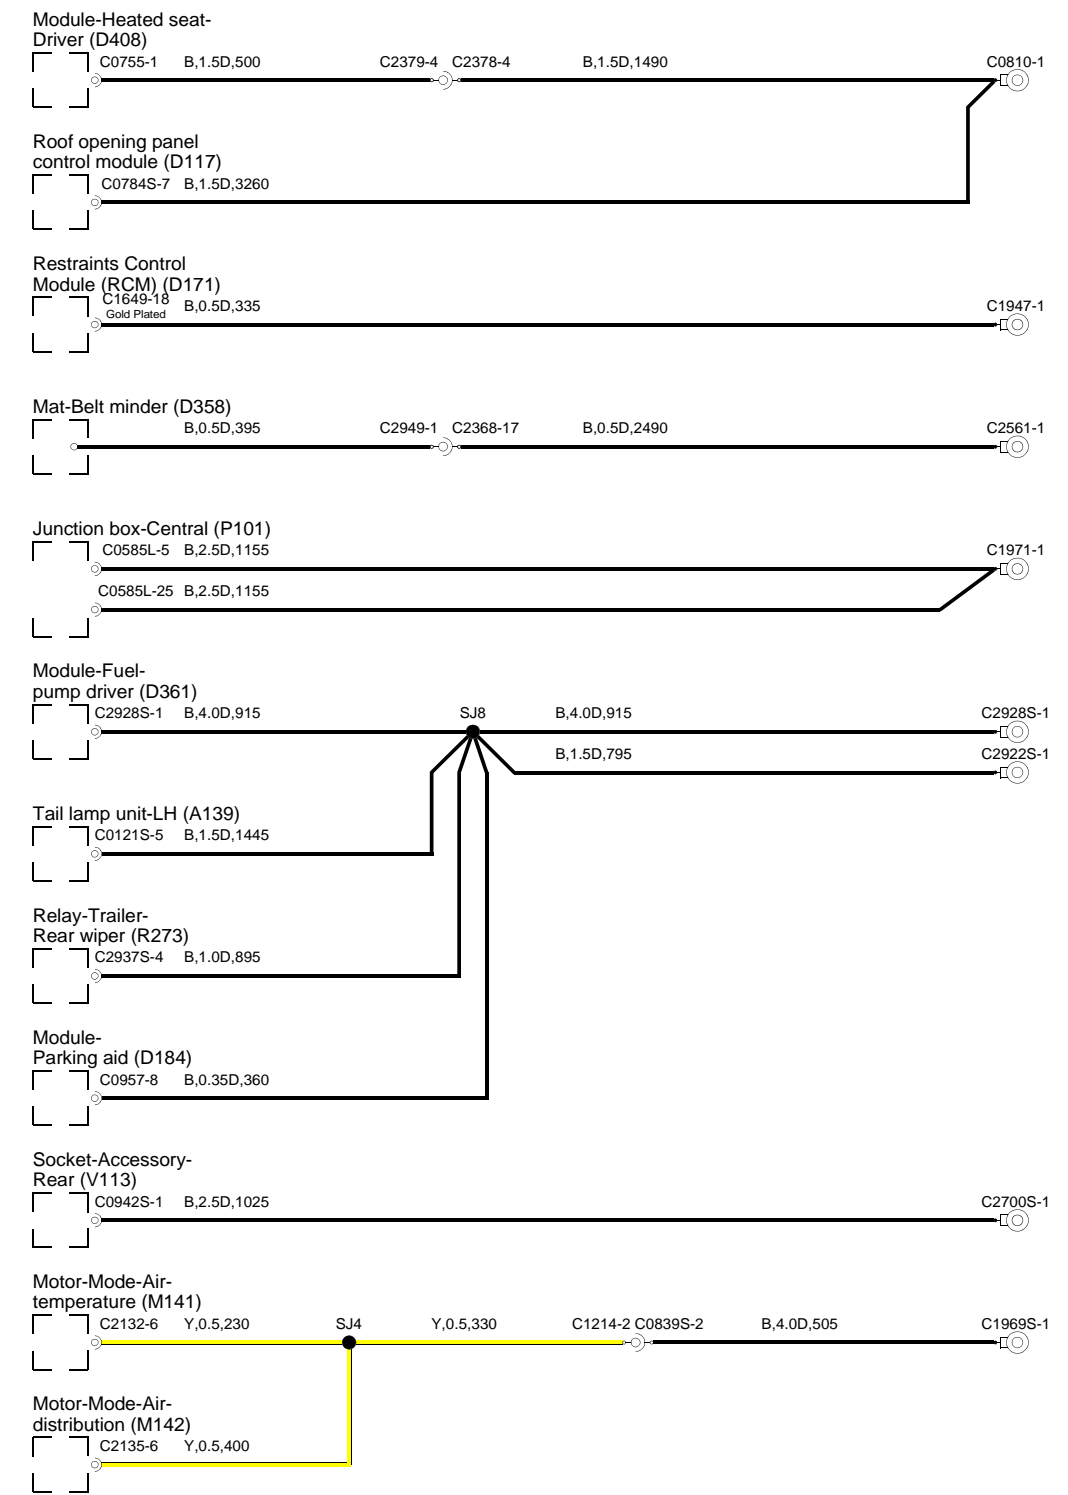 Module-Heated seat-
Driver (D408)
C0755-1 B,1.5D,500 C2379-4 C2378-4 B,1.5D,1490 C0810-1
Roof opening panel
control module (D117)
C0784S-7 B,1.5D,3260
Restraints Control
Module (RCM) (D171)
C1649-18 B,0.5D,335 C1947-1
Gold Plated
Mat-Belt minder (D358)
B,0.5D,395 C2949-1 C2368-17 B,0.5D,2490 C2561-1
Junction box-Central (P101)
C0585L-5 B,2.5D,1155 C1971-1
C0585L-25 B,2.5D,1155
Module-Fuel-
pump driver (D361)
C2928S-1 B,4.0D,915 SJ8 B,4.0D,915 C2928S-1
B,1.5D,795 C2922S-1
Tail lamp unit-LH (A139)
C0121S-5 B,1.5D,1445
Relay-Trailer-
Rear wiper (R273)
C2937S-4 B,1.0D,895
Module-
Parking aid (D184)
C0957-8 B,0.35D,360
Socket-Accessory-
Rear (V113)
C0942S-1 B,2.5D,1025 C2700S-1
Motor-Mode-Air-
temperature (M141)
C2132-6 Y,0.5,230 SJ4 Y,0.5,330 C1214-2 C0839S-2 B,4.0D,505 C1969S-1
Motor-Mode-Air-
distribution (M142)
C2135-6 Y,0.5,400